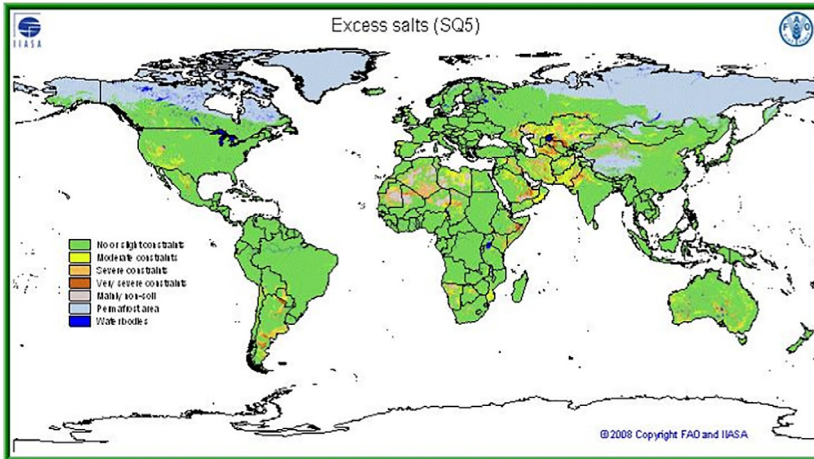 Excess salts (SQ5)
IIASA
FAO
No or slight constraints
Moderate constraints
Severe constraints
Very severe constraints
Mainly non-soil
Permafrost area
Waterbodies
© 2008 Copyright FAO and IIASA